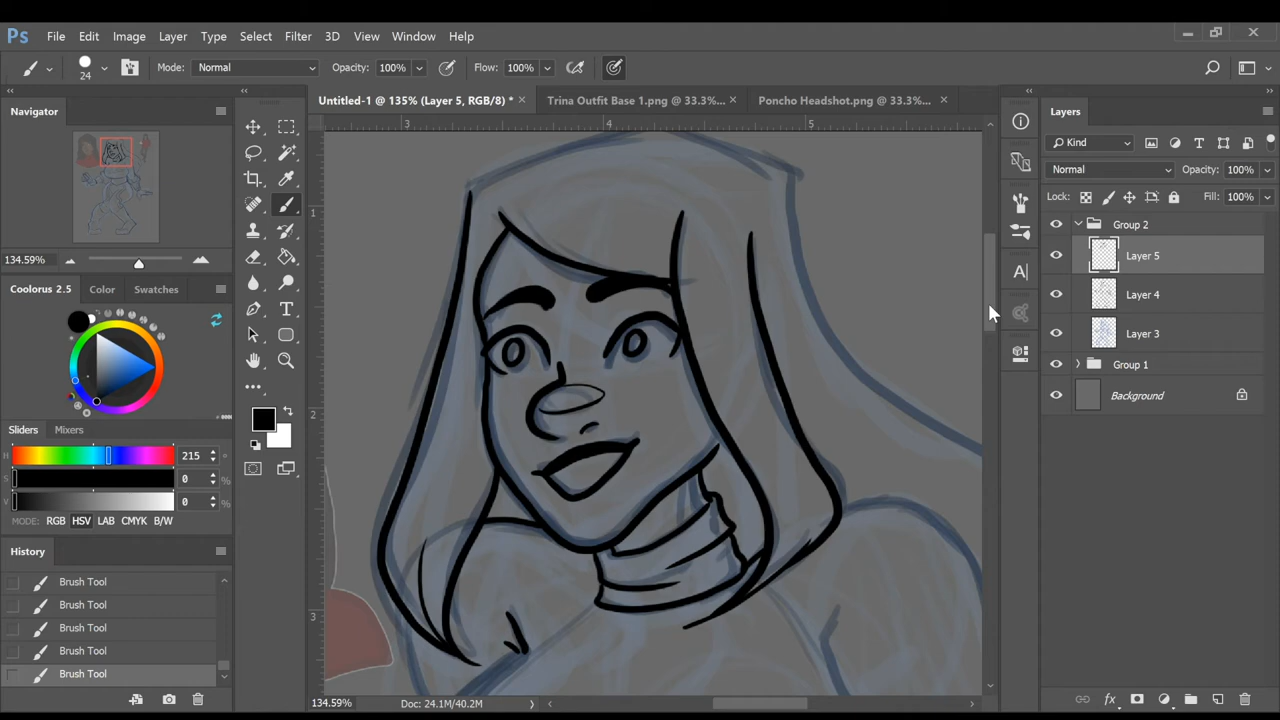 Ps File Edit Image Layer Type Select Filter 3D View Window Help
24 Mode: Normal Opacity: 100% Flow: 100%
Navigator
Untitled-1 @ 135% (Layer 5, RGB/8) * Trina Outfit Base 1.png @ 33.3%... Poncho Headshot.png @ 33.3%...
3 4 5
1
2
3
134.59%
Coolorus 2.5 Color Swatches
Sliders Mixers
H 215 °
S 0 %
V 0 %
MODE: RGB HSV LAB CMYK B/W
History
Brush Tool
Brush Tool
Brush Tool
Brush Tool
Brush Tool
134.59% Doc: 24.1M/40.2M
Layers
Kind
Normal Opacity: 100%
Lock: Fill: 100%
Group 2
Layer 5
Layer 4
Layer 3
Group 1
Background